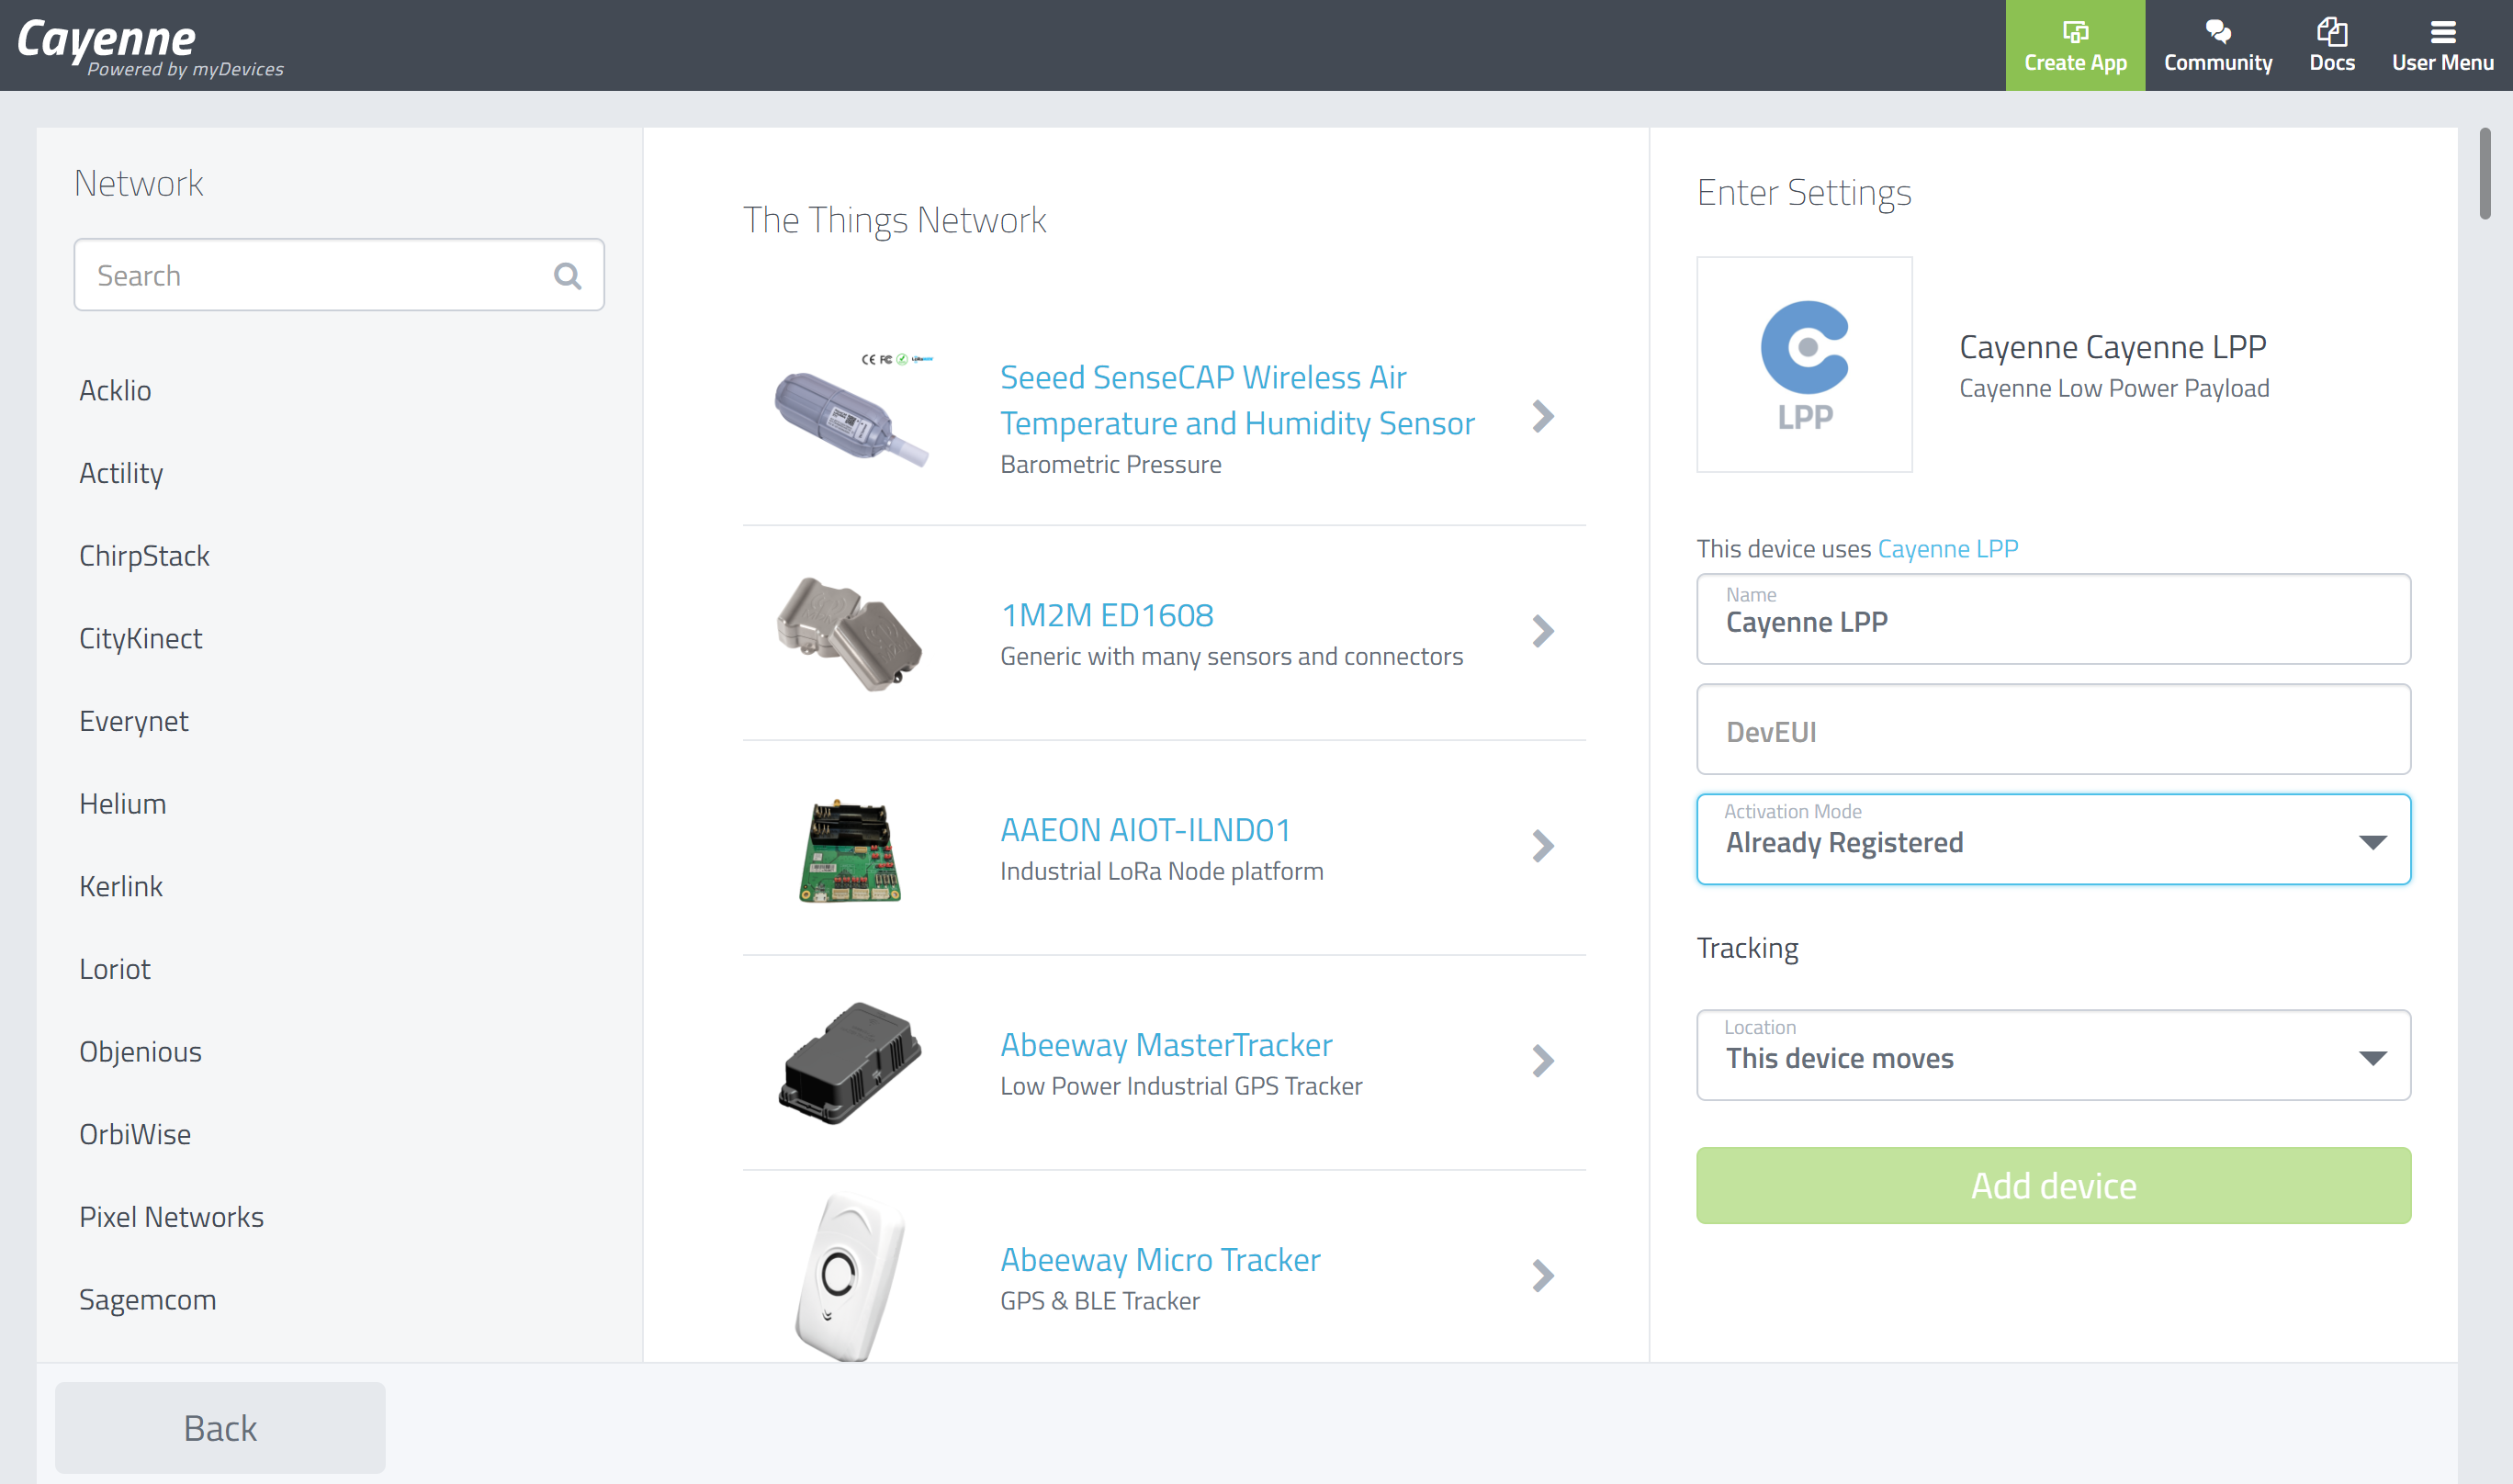 Cayenne
Powered by myDevices
Create App
Community
Docs
User Menu
Network
Search
Acklio
Actility
ChirpStack
CityKinect
Everynet
Helium
Kerlink
Loriot
Objenious
OrbiWise
Pixel Networks
Sagemcom
Back
The Things Network
CE FC
Seeed SenseCAP Wireless Air
Temperature and Humidity Sensor
Barometric Pressure
1M2M ED1608
Generic with many sensors and connectors
AAEON AIOT-ILND01
Industrial LoRa Node platform
Abeeway MasterTracker
Low Power Industrial GPS Tracker
Abeeway Micro Tracker
GPS & BLE Tracker
Enter Settings
LPP
Cayenne Cayenne LPP
Cayenne Low Power Payload
This device uses Cayenne LPP
Name
Cayenne LPP
DevEUI
Activation Mode
Already Registered
Tracking
Location
This device moves
Add device